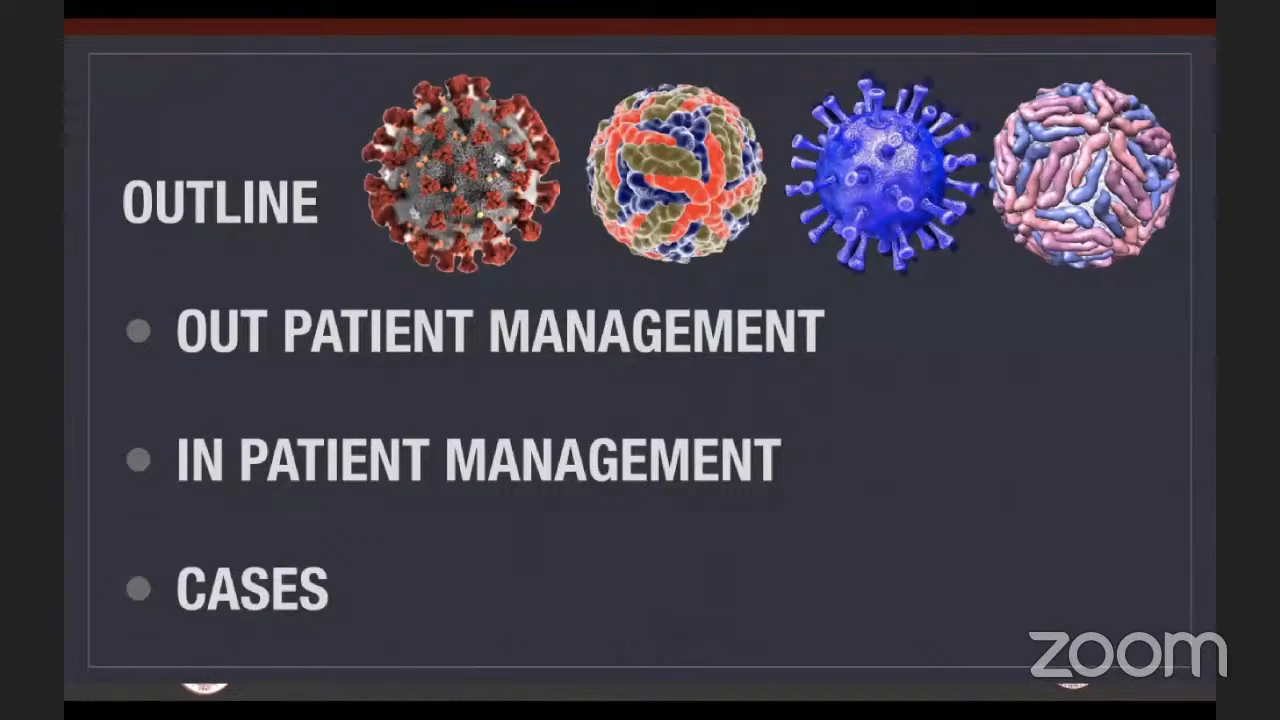 OUTLINE
OUT PATIENT MANAGEMENT
IN PATIENT MANAGEMENT
CASES
zoom